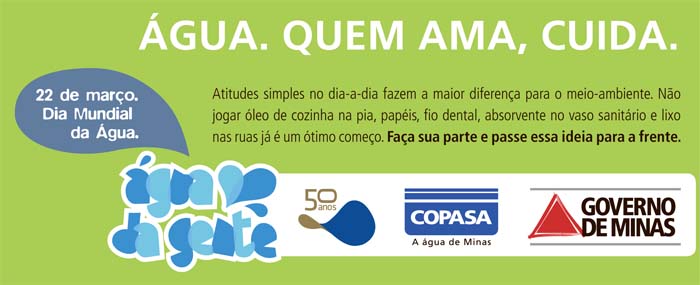 ÁGUA. QUEM AMA, CUIDA.
22 de março.
Dia Mundial
da Água.
Atitudes simples no dia-a-dia fazem a maior diferença para o meio-ambiente. Não
jogar óleo de cozinha na pia, papéis, fio dental, absorvente no vaso sanitário e lixo
nas ruas já é um ótimo começo. Faça sua parte e passe essa ideia para a frente.
água
da gente
50
anos
COPASA
A água de Minas
GOVERNO
DE MINAS